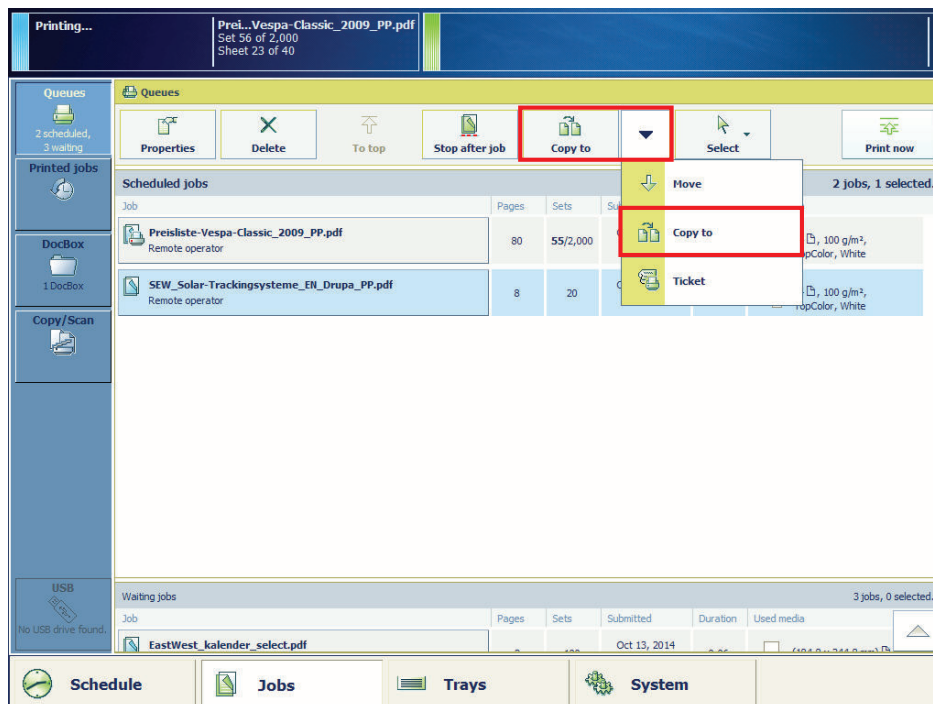 Printing...
Prei...Vespa-Classic_2009_PP.pdf
Set 56 of 2,000
Sheet 23 of 40
Queues
2 scheduled,
3 waiting
Printed jobs
DocBox
1 DocBox
Copy/Scan
USB
No USB drive found.
Queues
Properties
Delete
To top
Stop after job
Copy to
Select
Print now
Move
Copy to
Ticket
Scheduled jobs
2 jobs, 1 selected.
Job Pages Sets
Preisliste-Vespa-Classic_2009_PP.pdf
Remote operator
80 55/2,000
, 100 g/m²,
TopColor, White
SEW_Solar-Trackingsysteme_EN_Drupa_PP.pdf
Remote operator
8 20
, 100 g/m²,
TopColor, White
Waiting jobs
3 jobs, 0 selected.
Job Pages Sets Submitted Duration Used media
EastWest_kalender_select.pdf
Oct 13, 2014
Schedule
Jobs
Trays
System